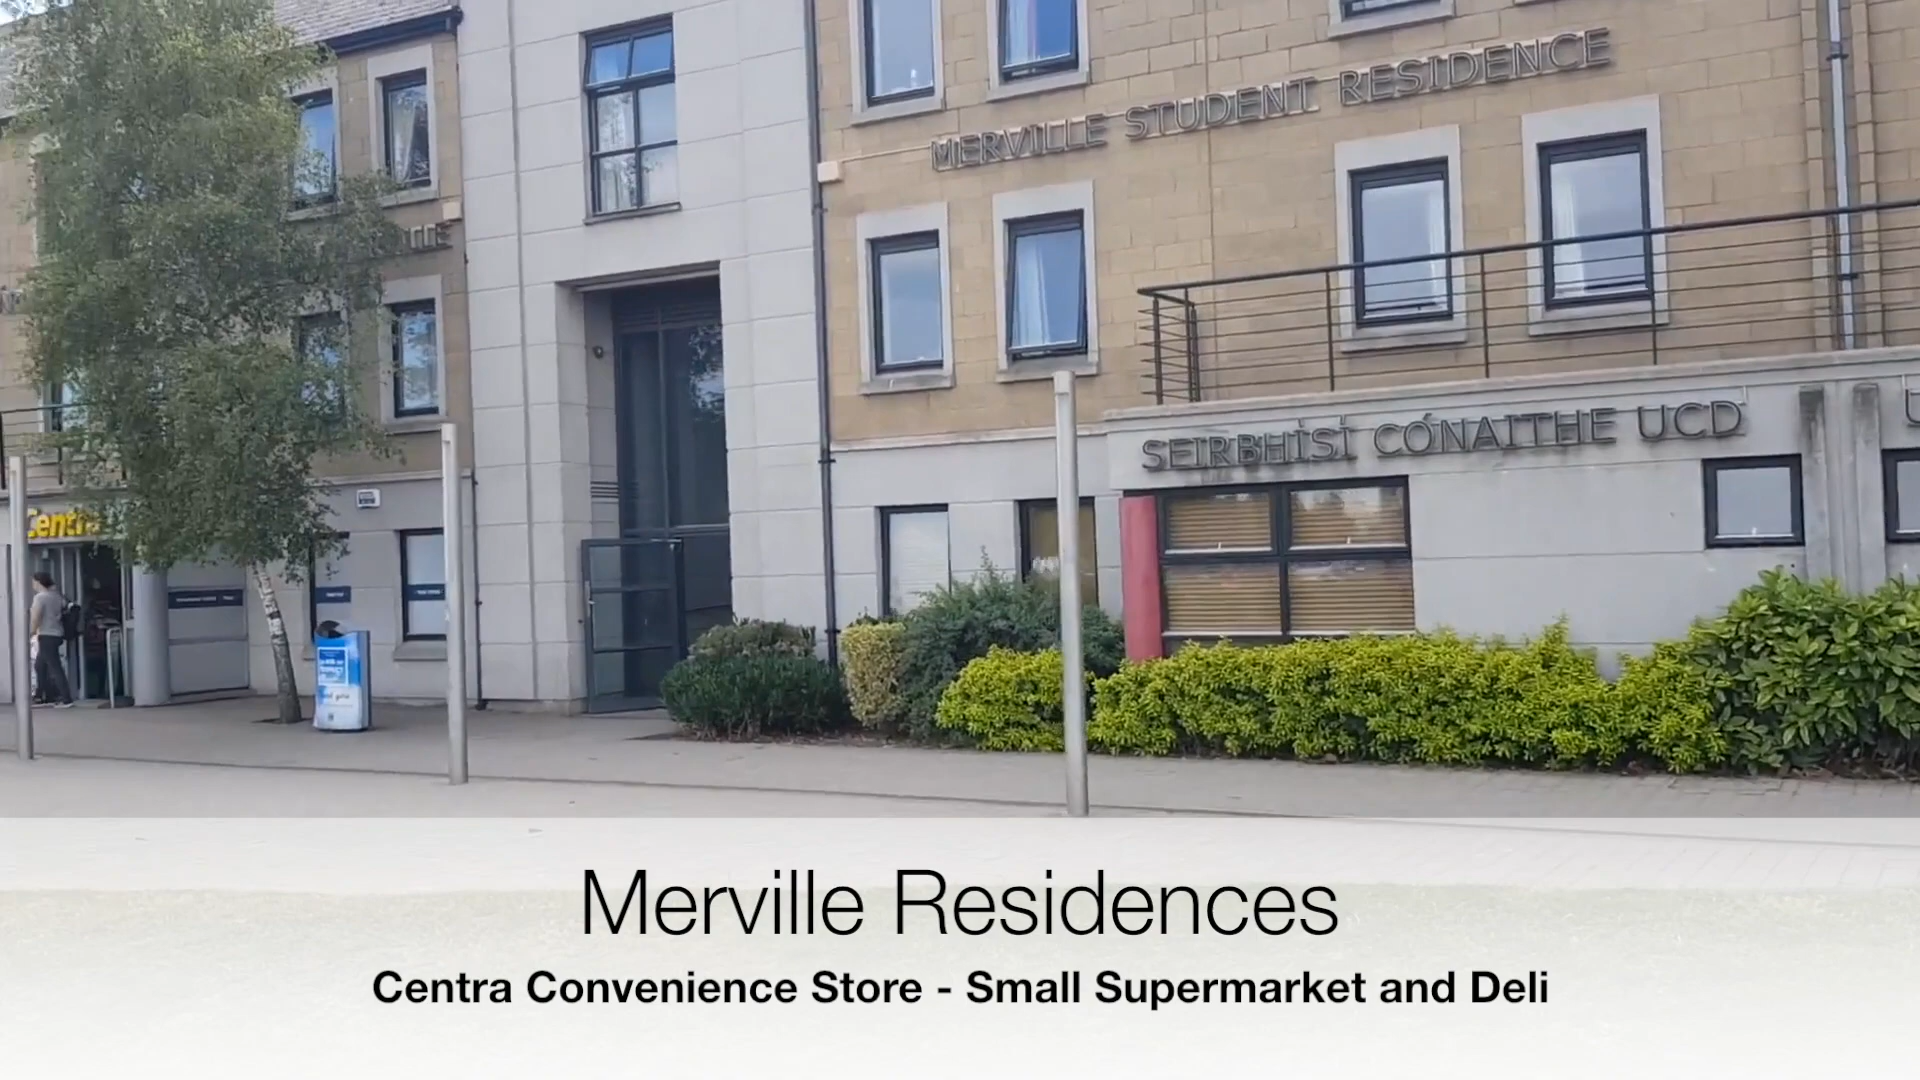 MERVILLE STUDENT RESIDENCE
SEIRBHÍSÍ CÓNAITHE UCD
Centra
Merville Residences
Centra Convenience Store - Small Supermarket and Deli